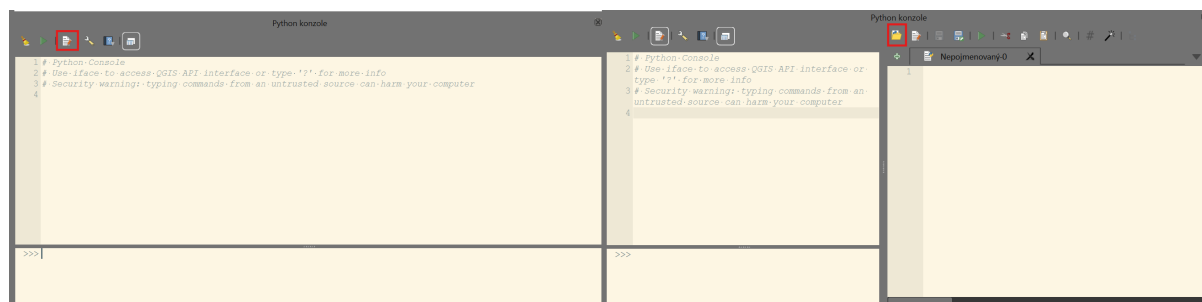 Python konzole
1 # Python Console
2 # Use iface to access QGIS API interface or type '?' for more info
3 # Security warning: typing commands from an untrusted source can harm your computer
4
>>>
Python konzole
1 # Python Console
2 # Use iface to access QGIS API interface or
type '?' for more info
3 # Security warning: typing commands from an
untrusted source can harm your computer
4
>>>
Nepojmenovaný-0
1